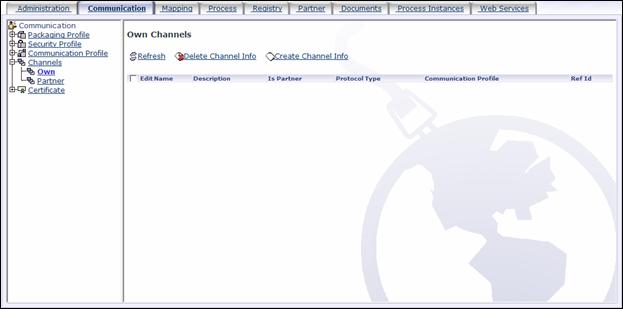 Administration Communication Mapping Process Registry Partner Documents Process Instances Web Services
Communication
Packaging Profile
Security Profile
Communication Profile
Channels
Own
Partner
Certificate
Own Channels
Refresh Delete Channel Info Create Channel Info
Edit Name Description Is Partner Protocol Type Communication Profile Ref Id